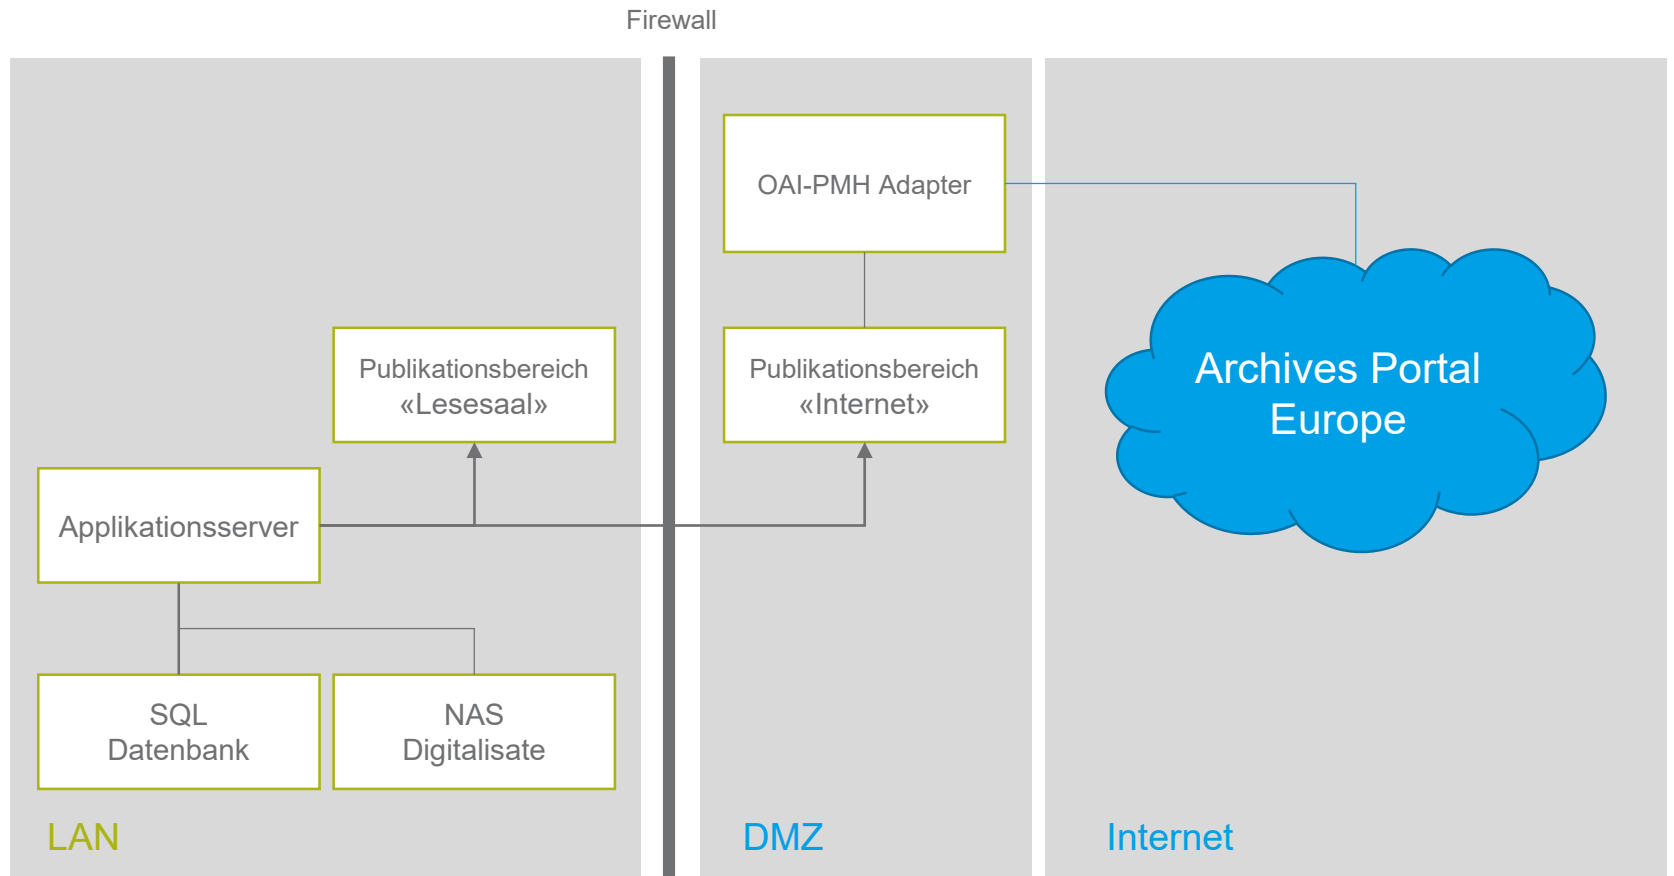 Firewall
OAI-PMH Adapter
Publikationsbereich
«Lesesaal»
Publikationsbereich
«Internet»
Archives Portal
Europe
Applikationsserver
SQL
Datenbank
NAS
Digitalisate
LAN
DMZ
Internet